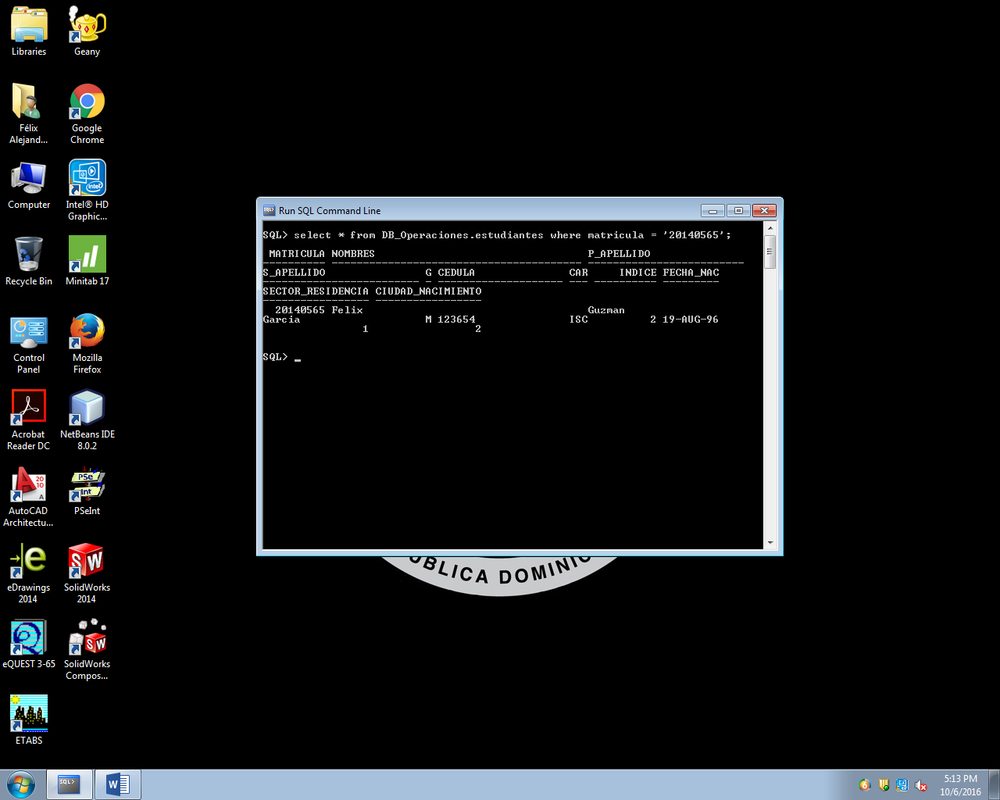 Libraries
Geany
Félix Alejand...
Google Chrome
Computer
Intel® HD Graphic...
Recycle Bin
Minitab 17
Control Panel
Mozilla Firefox
Acrobat Reader DC
NetBeans IDE 8.0.2
AutoCAD Architectu...
PSeInt
eDrawings 2014
SolidWorks 2014
eQUEST 3-65
SolidWorks Compos...
ETABS
Run SQL Command Line
SQL> select * from DB_Operaciones.estudiantes where matricula = '20140565';
MATRICULA NOMBRES P_APELLIDO
S_APELLIDO G CEDULA CAR INDICE FECHA_NAC
SECTOR_RESIDENCIA CIUDAD_NACIMIENTO
20140565 Felix Guzman
Garcia M 123654 ISC 2 19-AUG-96
1 2
SQL> _
BLICA DOMINIC
5:13 PM
10/6/2016